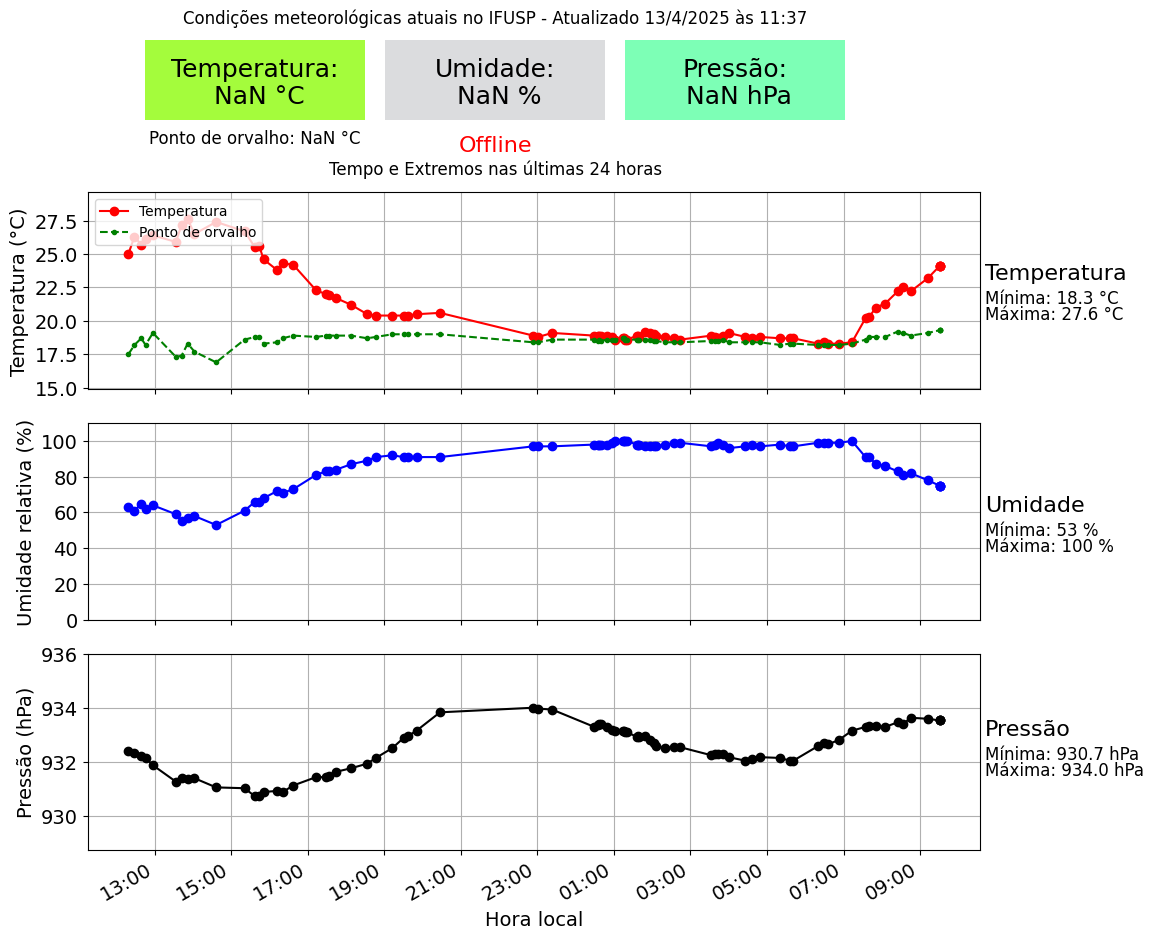 Condições meteorológicas atuais no IFUSP - Atualizado 13/4/2025 às 11:37
Temperatura:
NaN °C
Umidade:
NaN %
Pressão:
NaN hPa
Ponto de orvalho: NaN °C
Offline
Tempo e Extremos nas últimas 24 horas
Temperatura (°C)
27.5
25.0
22.5
20.0
17.5
15.0
Temperatura
Ponto de orvalho
Temperatura
Mínima: 18.3 °C
Máxima: 27.6 °C
Umidade relativa (%)
100
80
60
40
20
0
Umidade
Mínima: 53 %
Máxima: 100 %
Pressão (hPa)
936
934
932
930
Pressão
Mínima: 930.7 hPa
Máxima: 934.0 hPa
13:00
15:00
17:00
19:00
21:00
23:00
01:00
03:00
05:00
07:00
09:00
Hora local